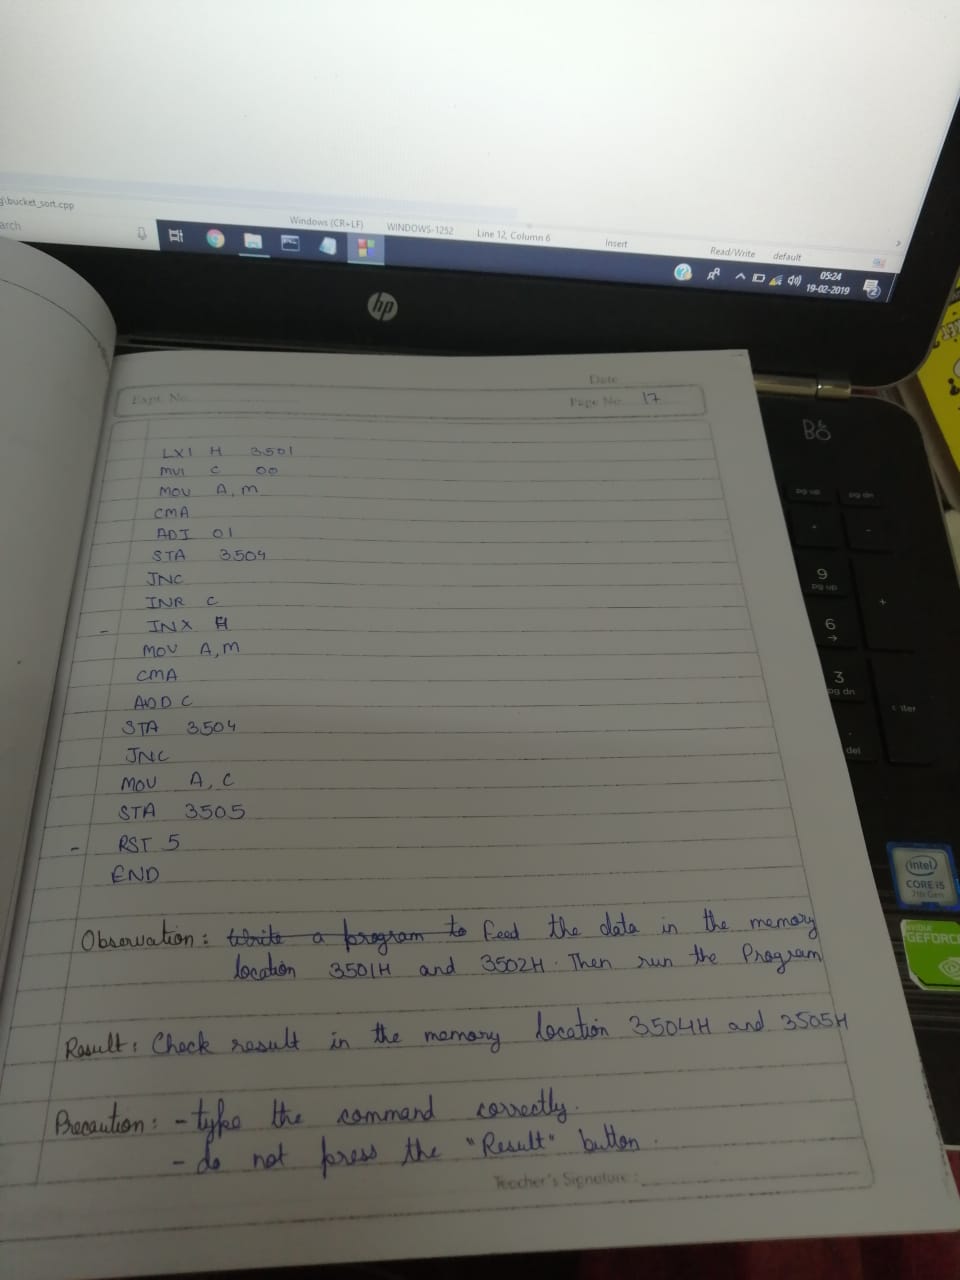 g\bucket_sort.cpp
arch
Windows (CR+LF) WINDOWS-1252 Line 12, Column 6 Insert Read/Write default
05:24
19-02-2019
2
hp
Date
Expt. No.
Page No. 17
LXI H 3501
MVI C 00
MOV A, M
CMA
ADI 01
STA 3504
JNC
INR C
- INX H
MOV A, M
CMA
ADD C
STA 3504
JNC
MOV A, C
STA 3505
- RST 5
END
Observation : Write a program to feed the data in the memory
location 3501H and 3502H. Then run the Program
Result : Check result in the memory location 3504H and 3505H
Precaution : - type the command correctly.
- do not press the "Result" button.
Teacher's Signature :
B&O
pg up
pg dn
9
pg up
+
6
→
3
pg dn
del
intel
CORE i5
7th Gen
NVIDIA
GEFORCE